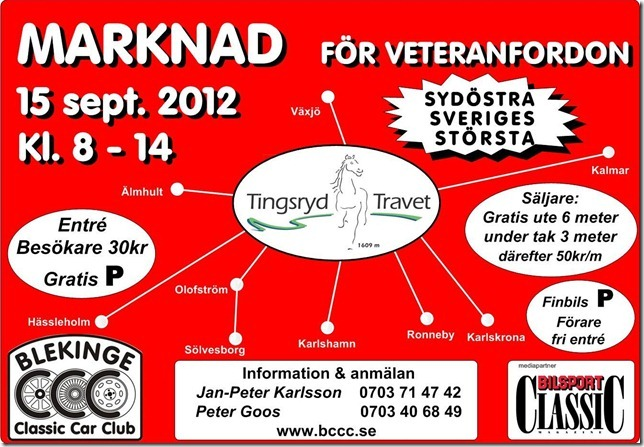 MARKNAD
FÖR VETERANFORDON
15 sept. 2012
Kl. 8 - 14
SYDÖSTRA
SVERIGES
STÖRSTA
Växjö
Kalmar
Älmhult
Tingsryd Travet
1609 m
Entré
Besökare 30kr
Gratis P
Säljare:
Gratis ute 6 meter
under tak 3 meter
därefter 50kr/m
Olofström
Hässleholm
Sölvesborg
Karlshamn
Ronneby
Karlskrona
Finbils P
Förare
fri entré
BLEKINGE
CCC
Classic Car Club
Information & anmälan
Jan-Peter Karlsson 0703 71 47 42
Peter Goos 0703 40 68 49
www.bccc.se
mediapartner
BILSPORT
CLASSIC
MAGAZINE